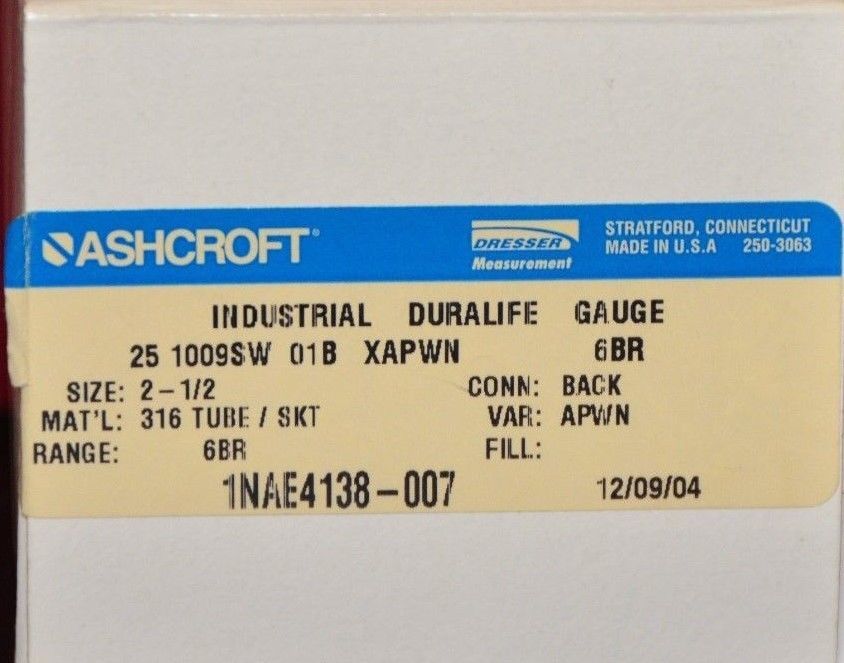 ASHCROFT®
DRESSER
Measurement
STRATFORD, CONNECTICUT
MADE IN U.S.A 250-3063
INDUSTRIAL DURALIFE GAUGE
25 1009SW 01B XAPWN 6BR
SIZE: 2-1/2 CONN: BACK
MAT'L: 316 TUBE / SKT VAR: APWN
RANGE: 6BR FILL:
1NAE4138-007 12/09/04